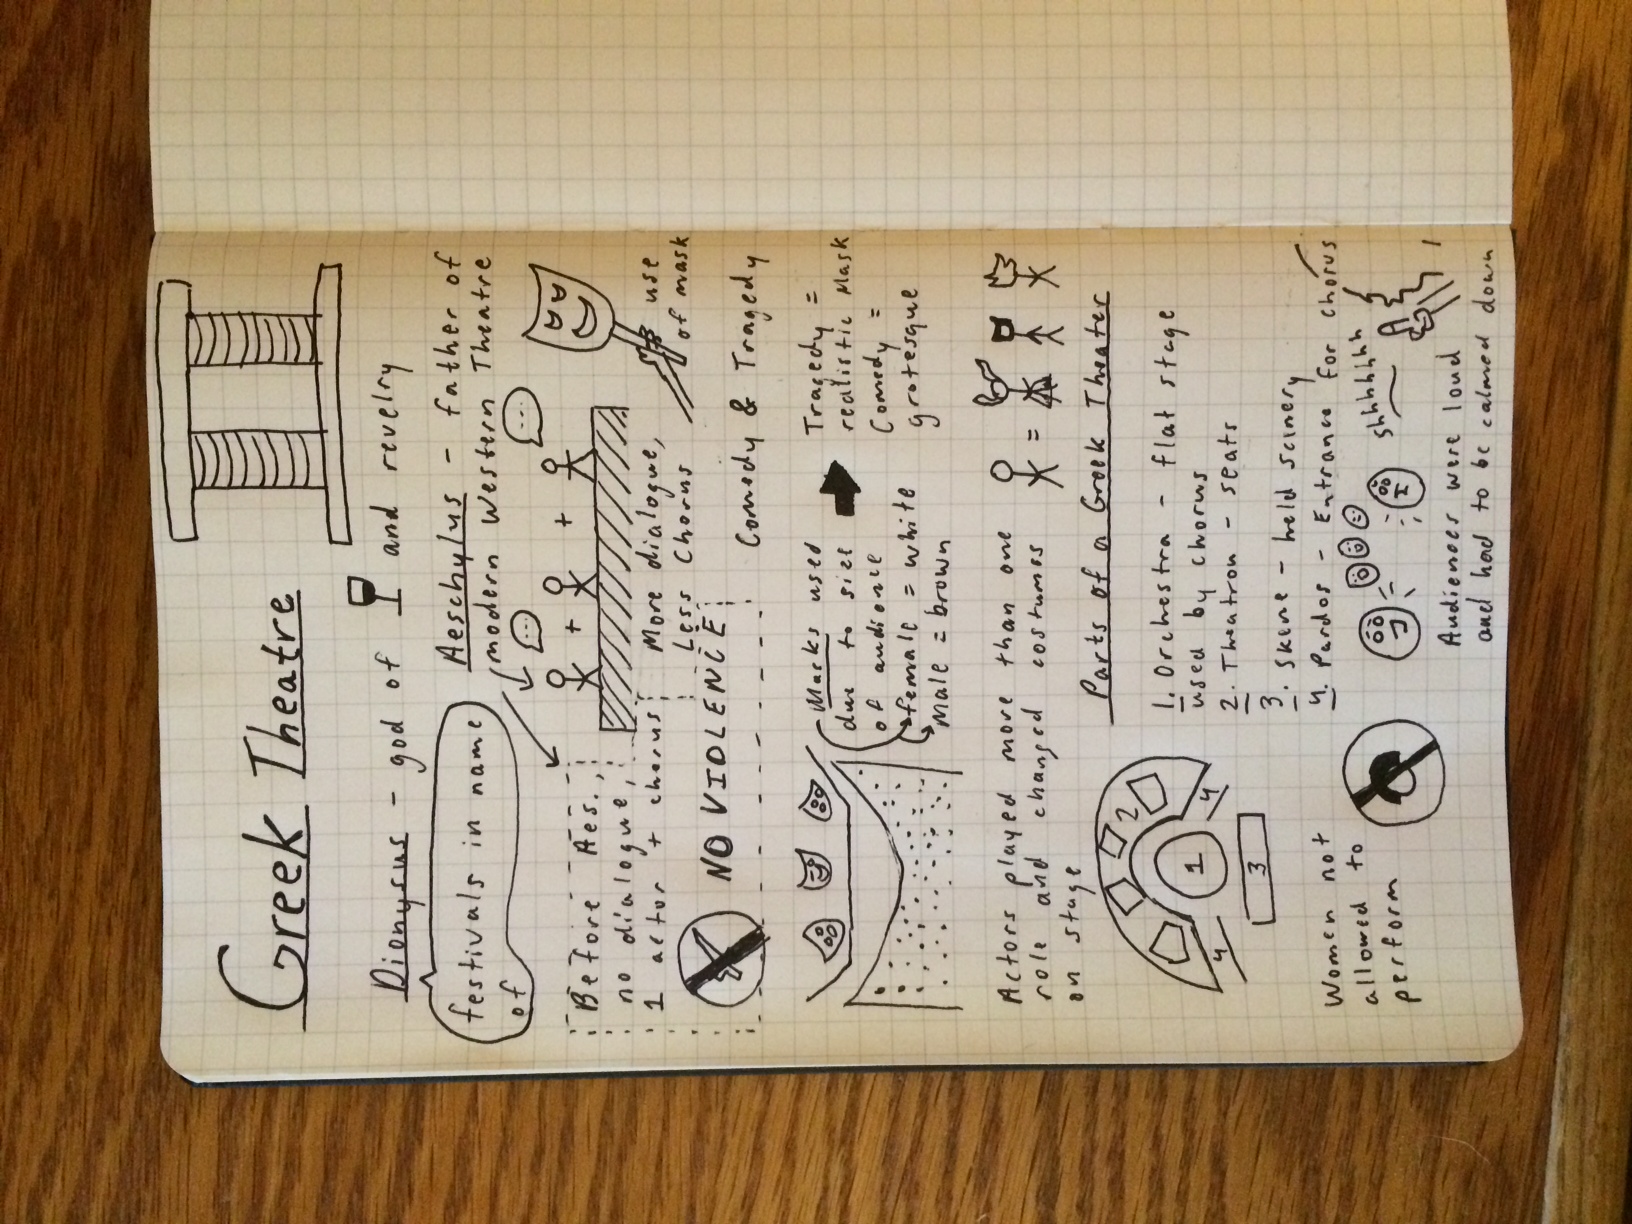 Greek Theatre
Dionysus - god of and revelry
festivals in name
of
Aeschylus - father of
modern Western Theatre
Before Aes.,
no dialogue,
1 actor + chorus
NO VIOLENCE
... ...
+ +
More dialogue,
Less Chorus
use
of mask
Comedy & Tragedy
Masks used
due to size
of audience
female = white
male = brown
Tragedy =
realistic Mask
Comedy =
grotesque
Actors played more than one
role and changed costumes
on stage
=
Parts of a Greek Theater
1. Orchestra - flat stage
used by chorus
2. Theatron - seats
3. Skene - held scinery
4. Pardos - Entrance for chorus
2
1
4 4
3
Women not
allowed to
perform
shhhhhhh
Audiences were loud
and had to be calmed down